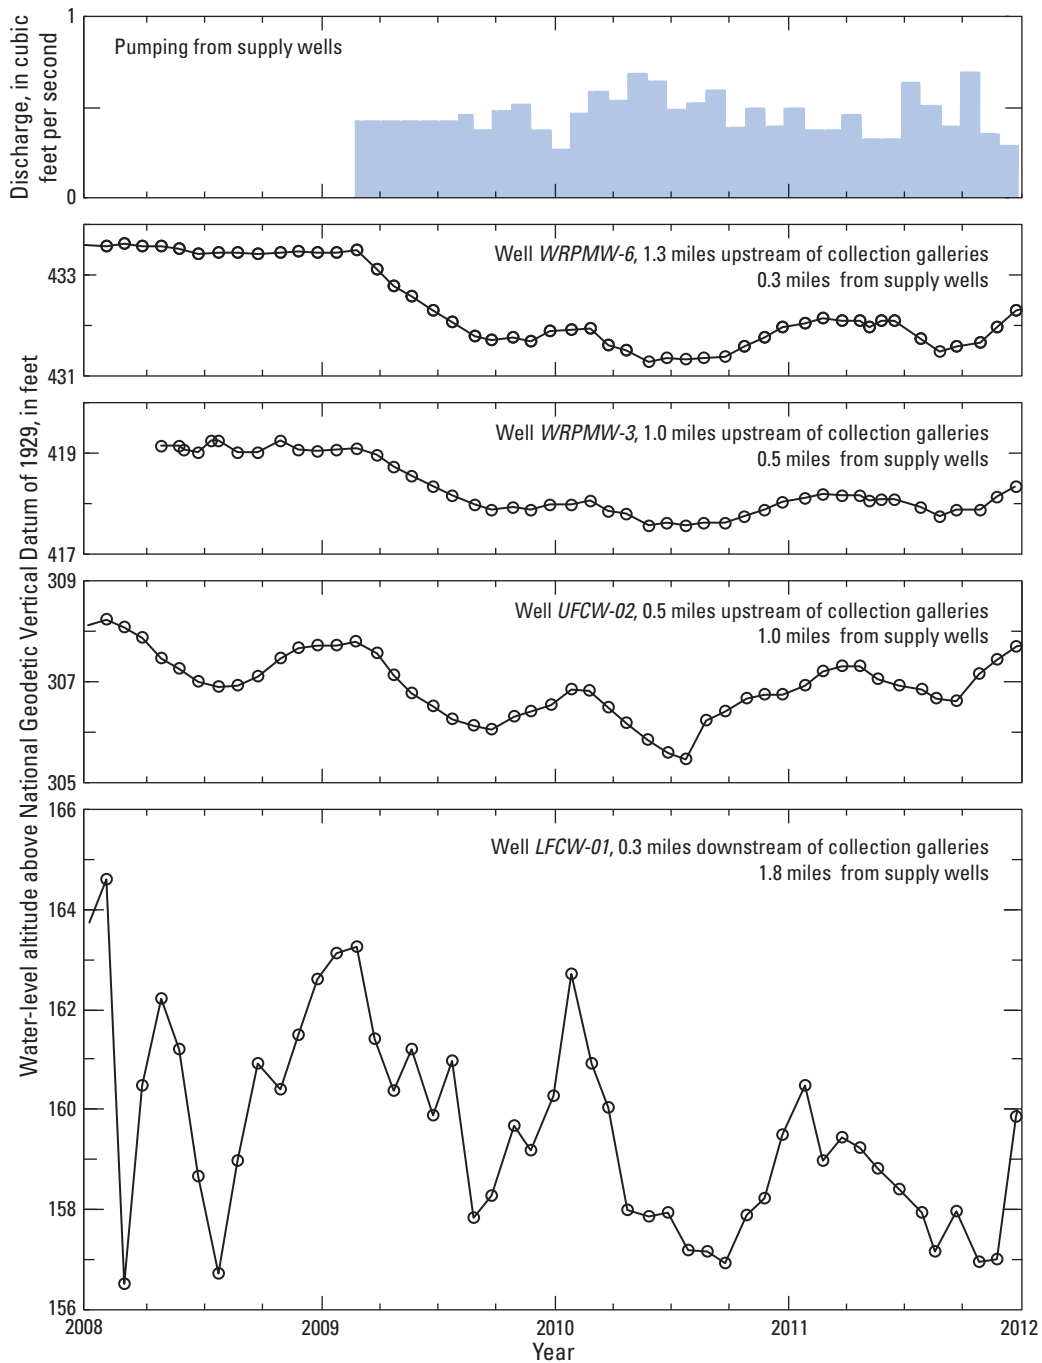 Discharge, in cubic
feet per second
1
0
Pumping from supply wells
Water-level altitude above National Geodetic Vertical Datum of 1929, in feet
433
431
Well WRPMW-6, 1.3 miles upstream of collection galleries
0.3 miles from supply wells
419
417
Well WRPMW-3, 1.0 miles upstream of collection galleries
0.5 miles from supply wells
309
307
305
Well UFCW-02, 0.5 miles upstream of collection galleries
1.0 miles from supply wells
166
164
162
160
158
156
Well LFCW-01, 0.3 miles downstream of collection galleries
1.8 miles from supply wells
2008 2009 2010 2011 2012
Year